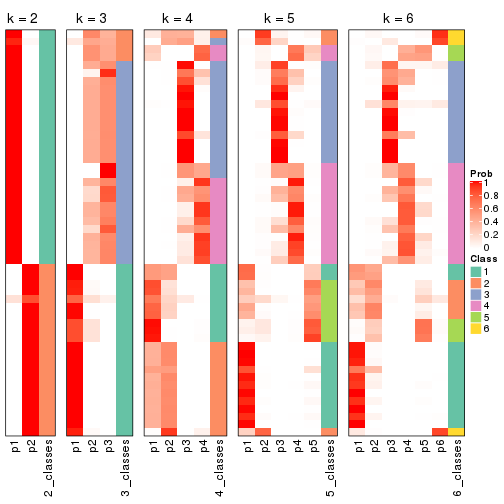 k = 2
k = 3
k = 4
k = 5
k = 6
Prob
1
0.8
0.6
0.4
0.2
0
Class
1
2
3
4
5
6
p1
p2
2_classes
p1
p2
p3
3_classes
p1
p2
p3
p4
4_classes
p1
p2
p3
p4
p5
5_classes
p1
p2
p3
p4
p5
p6
6_classes